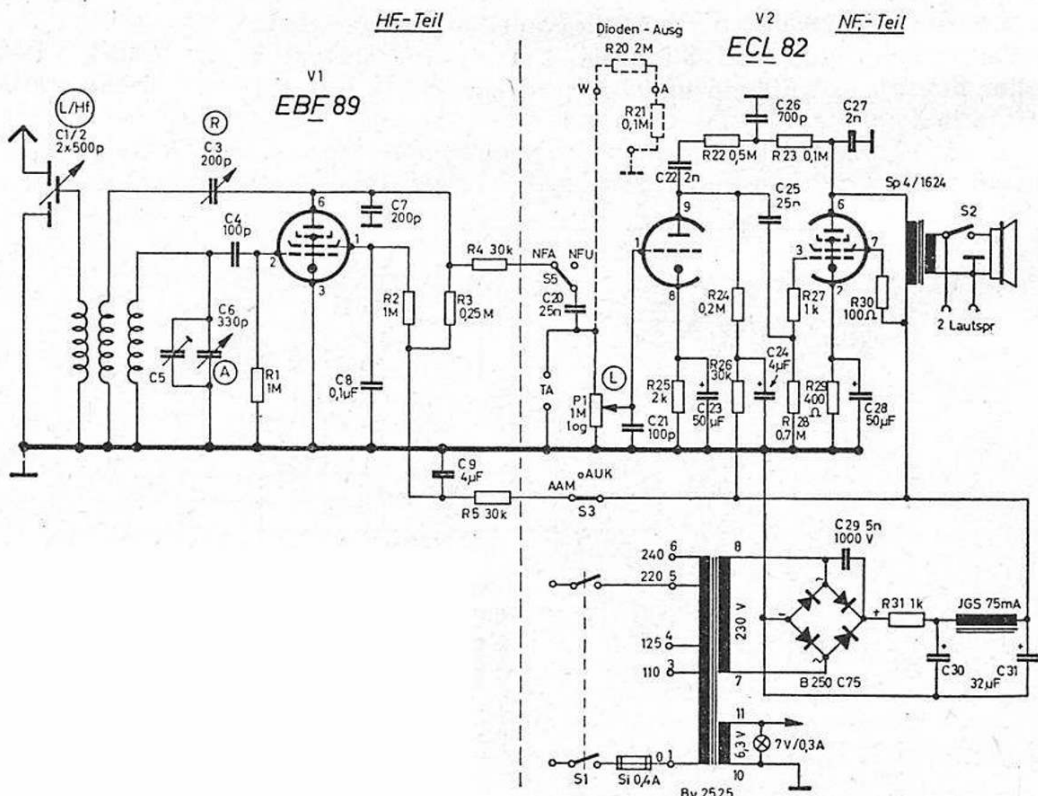 HF,-Teil
V2
NF,-Teil
Dioden-Ausg
ECL 82
R20 2M
V1
EBF 89
W
A
R21
0,1M
C26
700p
C27
2n
L/Hf
C1/2
2x500p
R
C3
200p
R22 0,5M
R23 0,1M
C22 2n
C25
25n
Sp 4/1624
S2
C7
200p
C4
100p
6
1
2
3
R4 30k
NFA
NFU
S5
C20
25n
9
1
8
6
3
7
2
R24
0,2M
R27
1k
R30
100Ω
2 Lautspr
R2
1M
R3
0,25M
C6
330p
C5
A
R1
1M
C8
0,1µF
TA
P1
1M
log
L
C21
100p
R25
2k
C23
50µF
R26
30k
C24
4µF
R28
0,7M
R29
400
Ω
C28
50µF
+
+
+
C9
4µF
AUK
AAM
S3
R5 30k
240
6
220
5
125
4
110
3
0
1
8
230 V
7
C29 5n
1000 V
~
-
+
~
B 250 C75
R31 1k
JGS 75mA
+
C30
32µF
+
C31
11
6,3 V
10
7V/0,3A
S1
Si 0,4A
Bv 2525